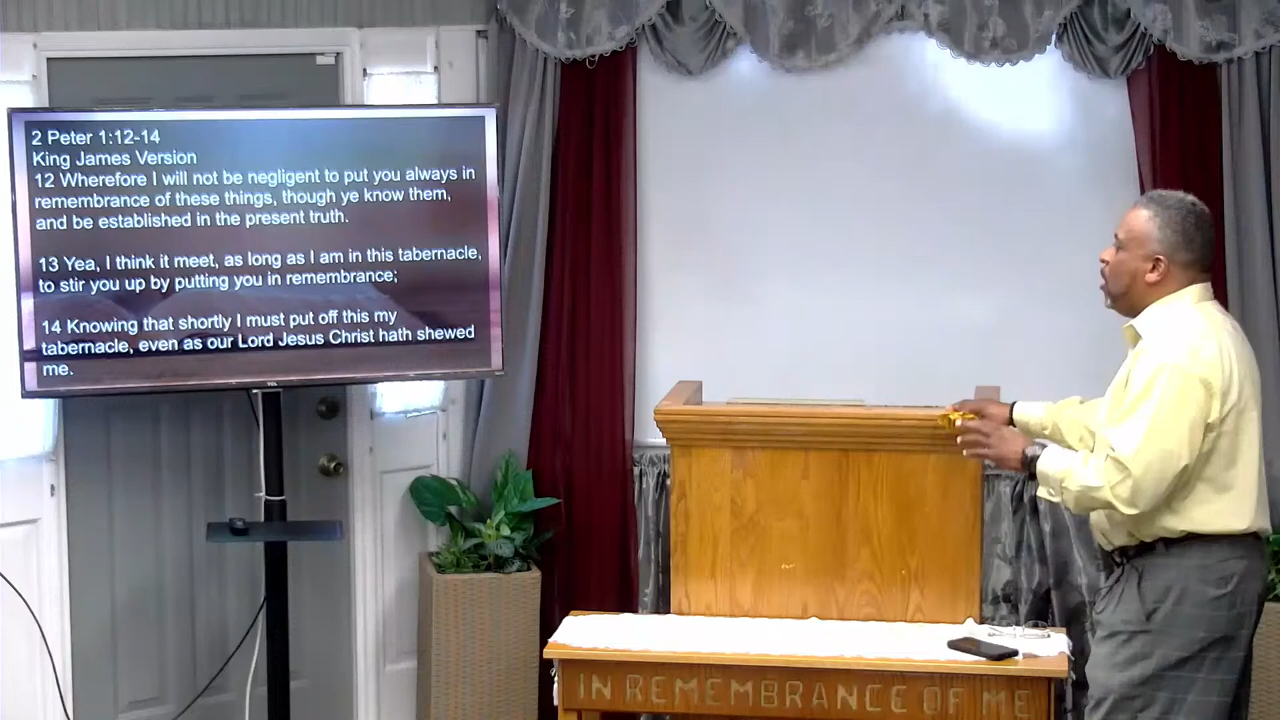 2 Peter 1:12-14
King James Version
12 Wherefore I will not be negligent to put you always in
remembrance of these things, though ye know them,
and be established in the present truth.
13 Yea, I think it meet, as long as I am in this tabernacle,
to stir you up by putting you in remembrance;
14 Knowing that shortly I must put off this my
tabernacle, even as our Lord Jesus Christ hath shewed
me.
TCL
IN REMEMBRANCE OF ME